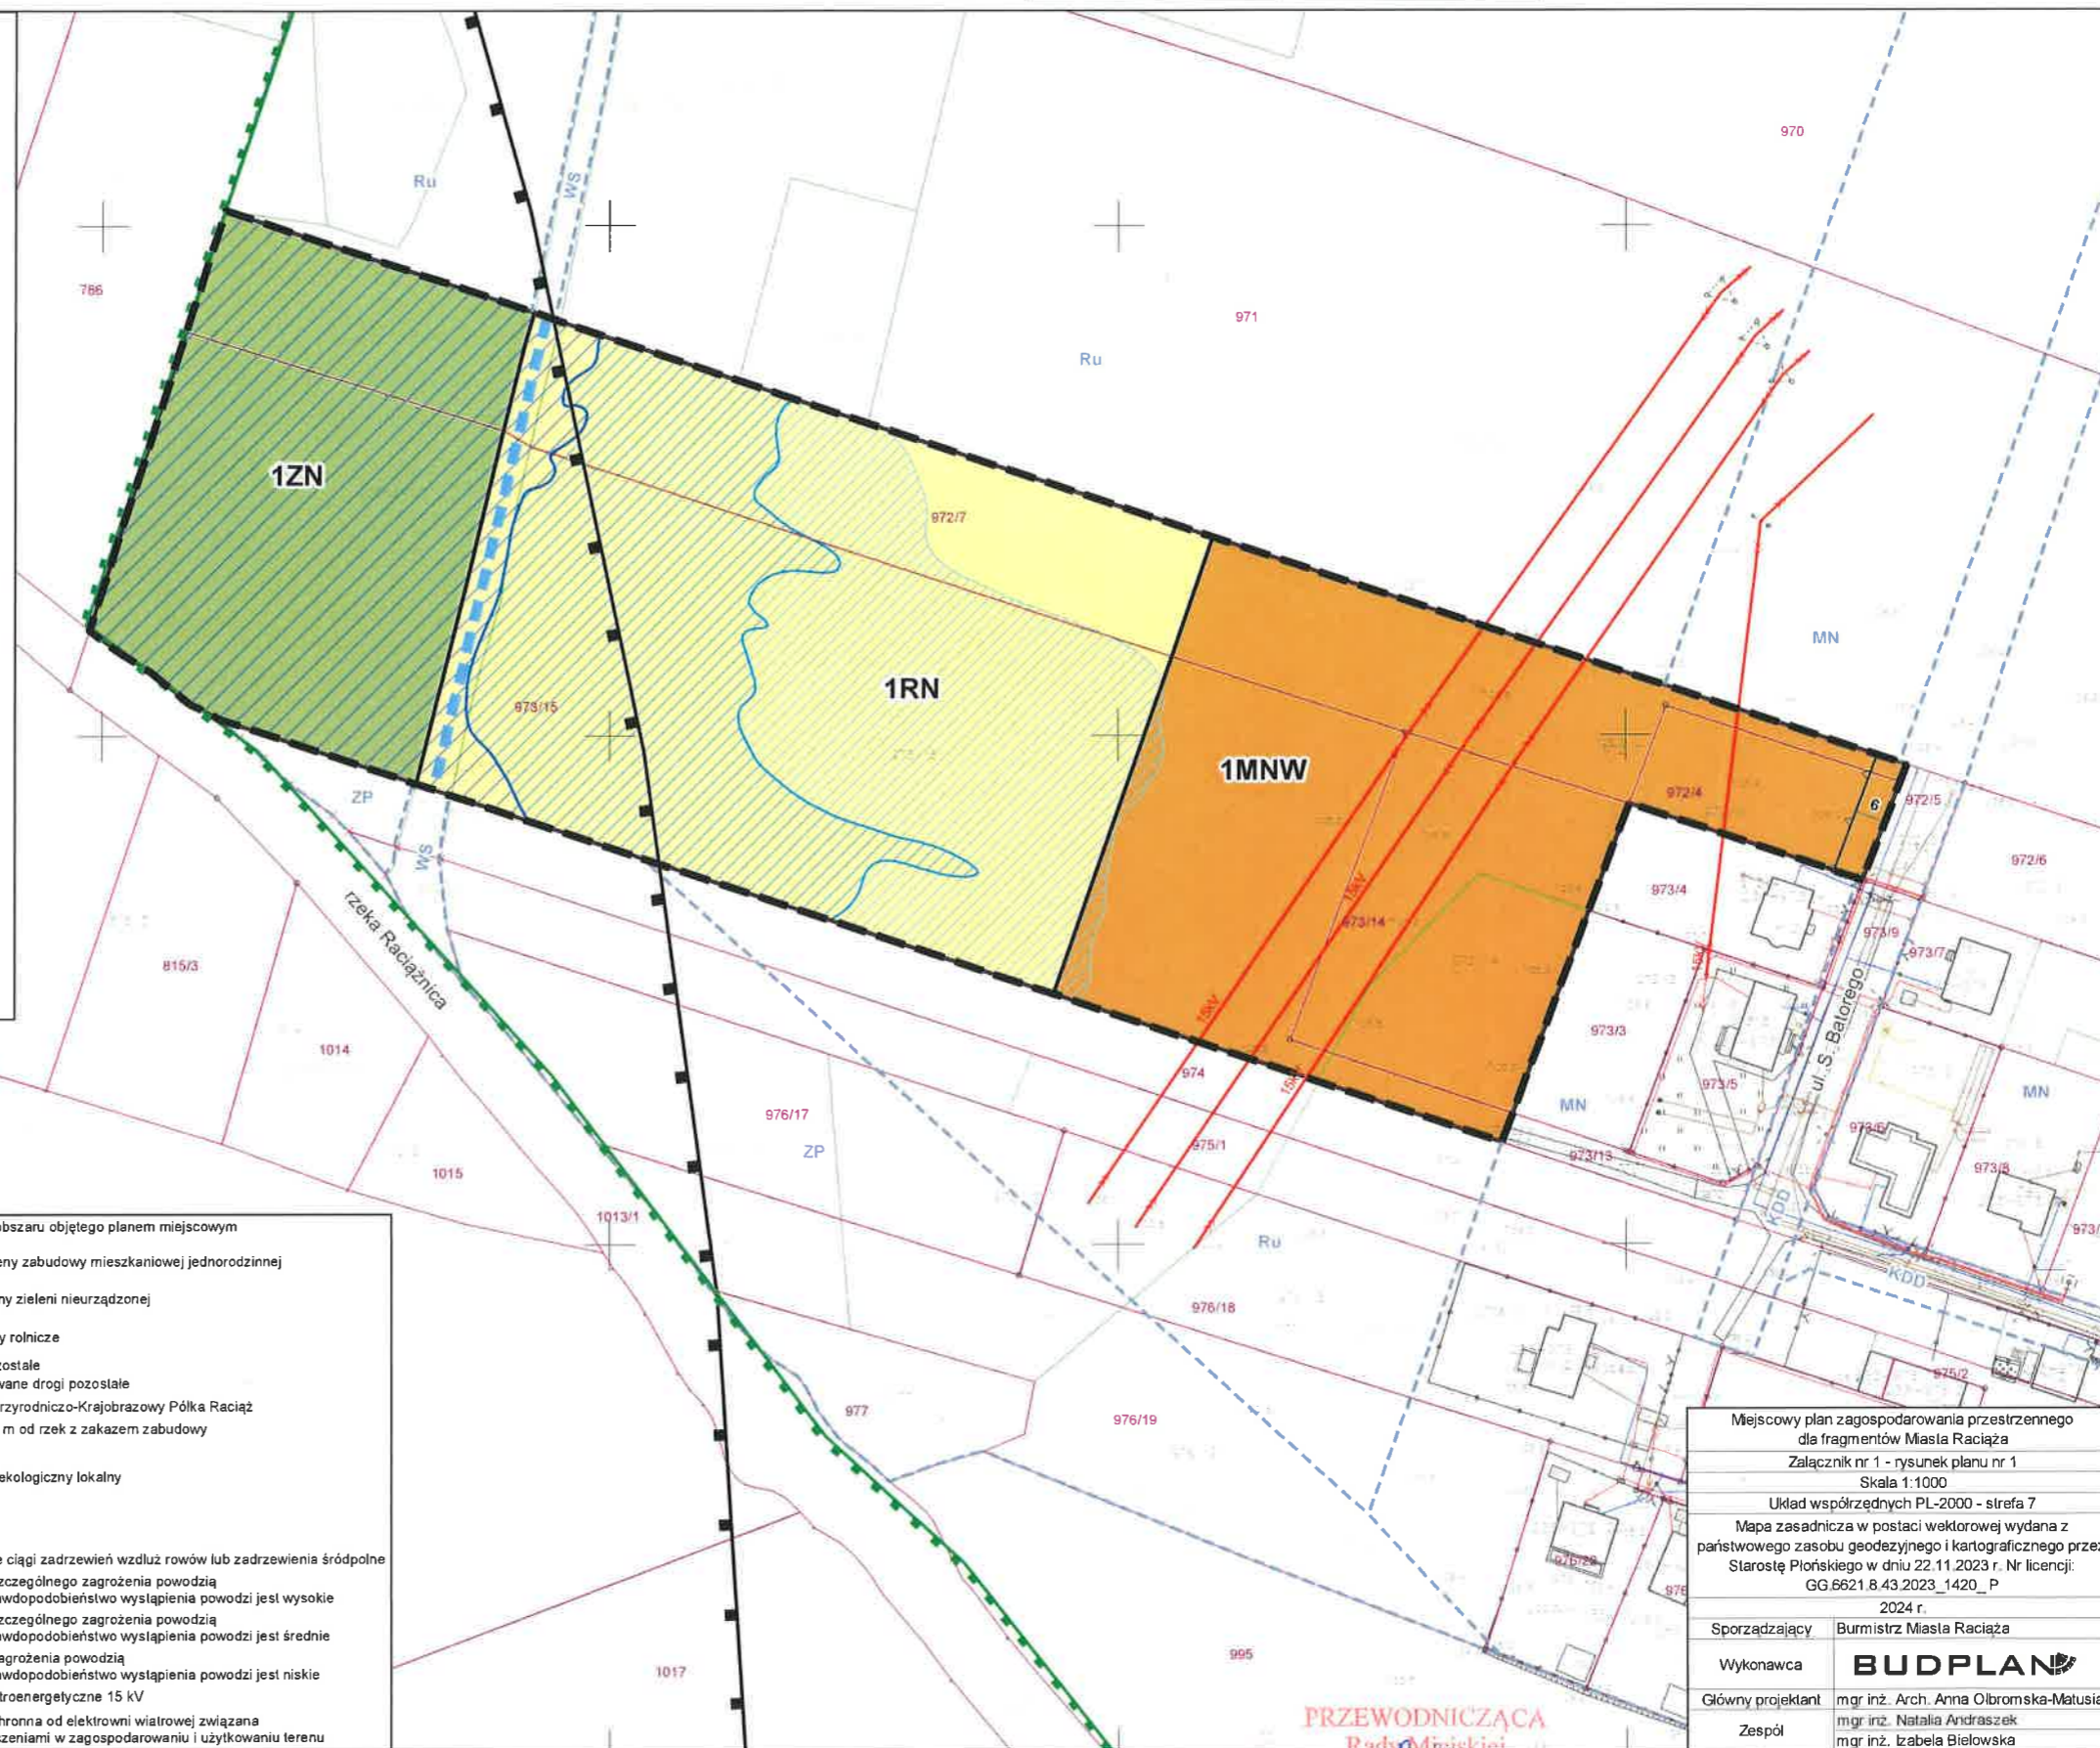 970
Ru
WS
786
971
Ru
1ZN
972/7
MN
1RN
973/15
1MNW
972/4
6
972/5
ZP
WS
972/6
973/4
15kV
973/14
973/9
973/7
15kV
rzeka Raciążnica
815/3
ul. S. Batorego
15kV
973/3
1014
974
15kV
973/5
MN
976/17
MN
973/6
ZP
975/1
973/13
973/8
1015
KDD
1013/1
Ru
973/
KDD
976/18
975/2
977
976/19
976/22
976
995
1017
obszaru objętego planem miejscowym
eny zabudowy mieszkaniowej jednorodzinnej
ny zieleni nieurządzonej
y rolnicze
zostałe
wane drogi pozostałe
rzyrodniczo-Krajobrazowy Półka Raciąż
m od rzek z zakazem zabudowy
ekologiczny lokalny
e ciągi zadrzewień wzdłuż rowów lub zadrzewienia śródpolne
zczególnego zagrożenia powodzią
awdopodobieństwo wystąpienia powodzi jest wysokie
zczególnego zagrożenia powodzią
awdopodobieństwo wystąpienia powodzi jest średnie
agrożenia powodzią
awdopodobieństwo wystąpienia powodzi jest niskie
troenergetyczne 15 kV
hronna od elektrowni wiatrowej związana
czeniami w zagospodarowaniu i użytkowaniu terenu
Miejscowy plan zagospodarowania przestrzennego
dla fragmentów Miasta Raciąża
Załącznik nr 1 - rysunek planu nr 1
Skala 1:1000
Układ współrzędnych PL-2000 - strefa 7
Mapa zasadnicza w postaci wektorowej wydana z
państwowego zasobu geodezyjnego i kartograficznego przez
Starostę Płońskiego w dniu 22.11.2023 r. Nr licencji:
GG.6621.8.43.2023_1420_P
2024 r.
Sporządzający Burmistrz Miasta Raciąża
Wykonawca BUDPLAN
Główny projektant mgr inż. Arch. Anna Olbromska-Matusia
Zespół mgr inż. Natalia Andraszek
mgr inż. Izabela Bielowska
PRZEWODNICZĄCA
Rady Miejskiej